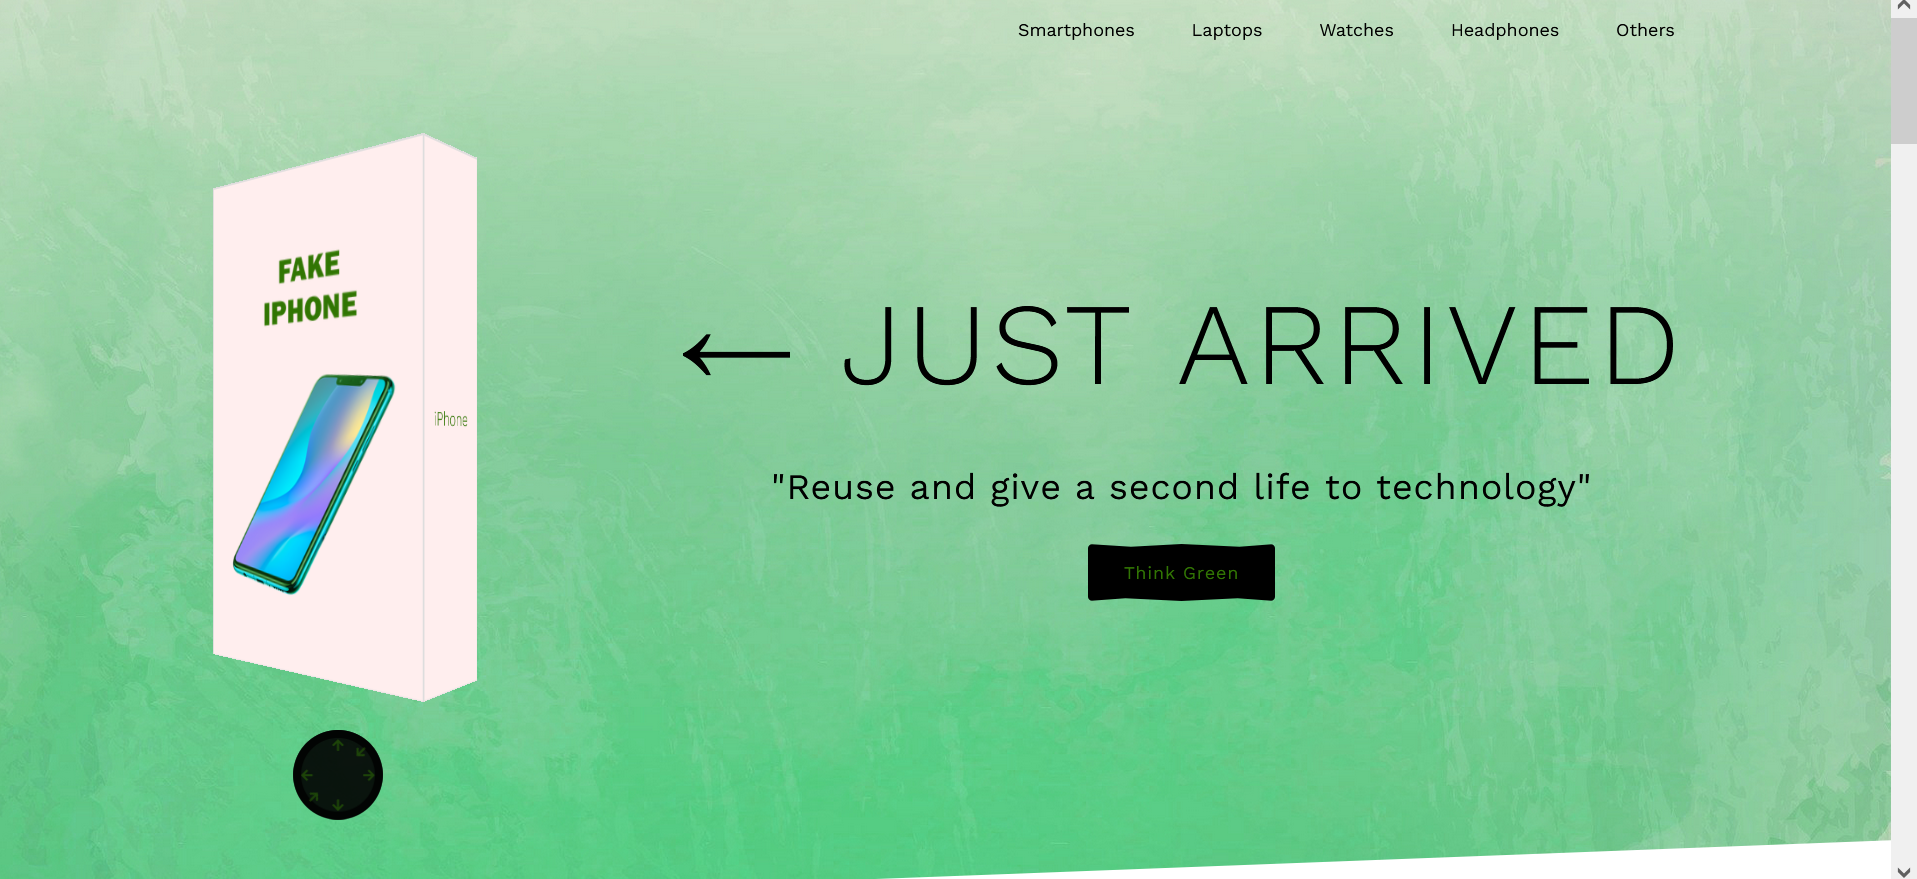 Smartphones Laptops Watches Headphones Others
FAKE
IPHONE
iPhone
← JUST ARRIVED
"Reuse and give a second life to technology"
Think Green